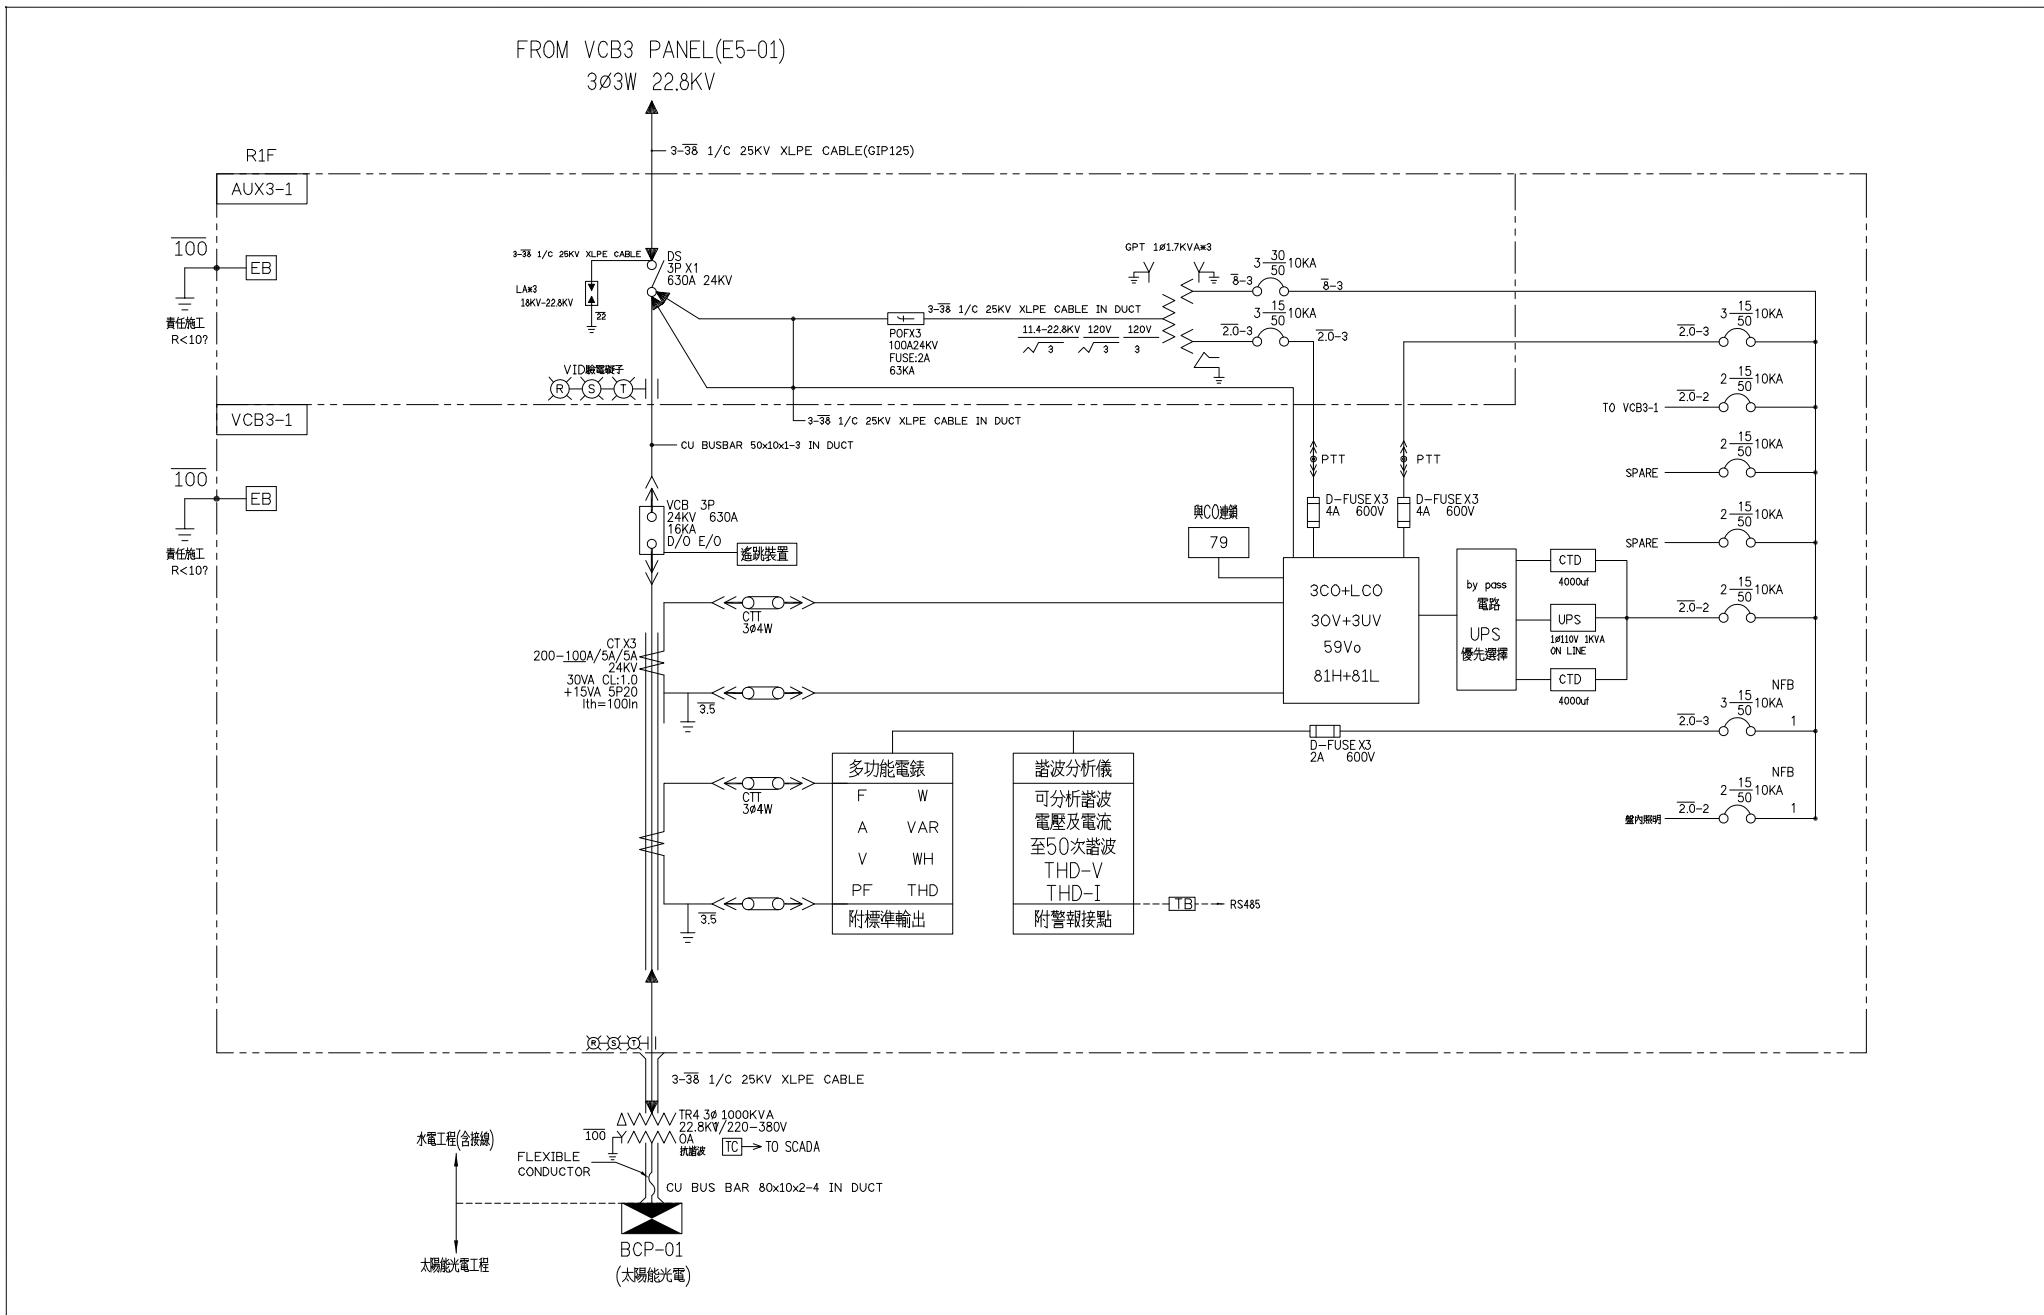 FROM VCB3 PANEL(E5-01)
3Ø3W 22.8KV
3-38 1/C 25KV XLPE CABLE(GIP125)
R1F
AUX3-1
100
EB
責任施工
R<10?
3-38 1/C 25KV XLPE CABLE
DS
3P X1
630A 24KV
LA*3
18KV-22.8KV
22
GPT 1Ø1.7KVA*3
3-38 1/C 25KV XLPE CABLE IN DUCT
POFX3
100A24KV
FUSE:2A
63KA
11.4-22.8KV 120V 120V
3 3 3
8-3
3 30/50 10KA
8-3
2.0-3
3 15/50 10KA
2.0-3
2.0-3
3 15/50 10KA
VID驗電礙子
R S T
VCB3-1
3-38 1/C 25KV XLPE CABLE IN DUCT
CU BUSBAR 50x10x1-3 IN DUCT
TO VCB3-1
2.0-2
2 15/50 10KA
100
EB
責任施工
R<10?
PTT
PTT
SPARE
2 15/50 10KA
VCB 3P
24KV 630A
16KA
D/O E/O
遙跳裝置
D-FUSEX3
4A 600V
D-FUSEX3
4A 600V
與CO連鎖
79
SPARE
2 15/50 10KA
3CO+LCO
3OV+3UV
59Vo
81H+81L
by pass
電路
UPS
優先選擇
CTD
4000uf
UPS
1Ø110V 1KVA
ON LINE
CTD
4000uf
2.0-2
2 15/50 10KA
CTT
3Ø4W
CT X3
200-100A/5A/5A
24KV
30VA CL:1.0
+15VA 5P20
Ith=100In
3.5
NFB
2.0-3
3 15/50 10KA
1
D-FUSEX3
2A 600V
CTT
3Ø4W
3.5
多功能電錶
F W
A VAR
V WH
PF THD
附標準輸出
諧波分析儀
可分析諧波
電壓及電流
至50次諧波
THD-V
THD-I
附警報接點
TB
RS485
NFB
盤內照明
2.0-2
2 15/50 10KA
1
R S T
3-38 1/C 25KV XLPE CABLE
TR4 3Ø 1000KVA
22.8KV/220-380V
OA
抗諧波
100
TC
TO SCADA
水電工程(含接線)
FLEXIBLE
CONDUCTOR
CU BUS BAR 80x10x2-4 IN DUCT
BCP-01
(太陽能光電)
太陽能光電工程